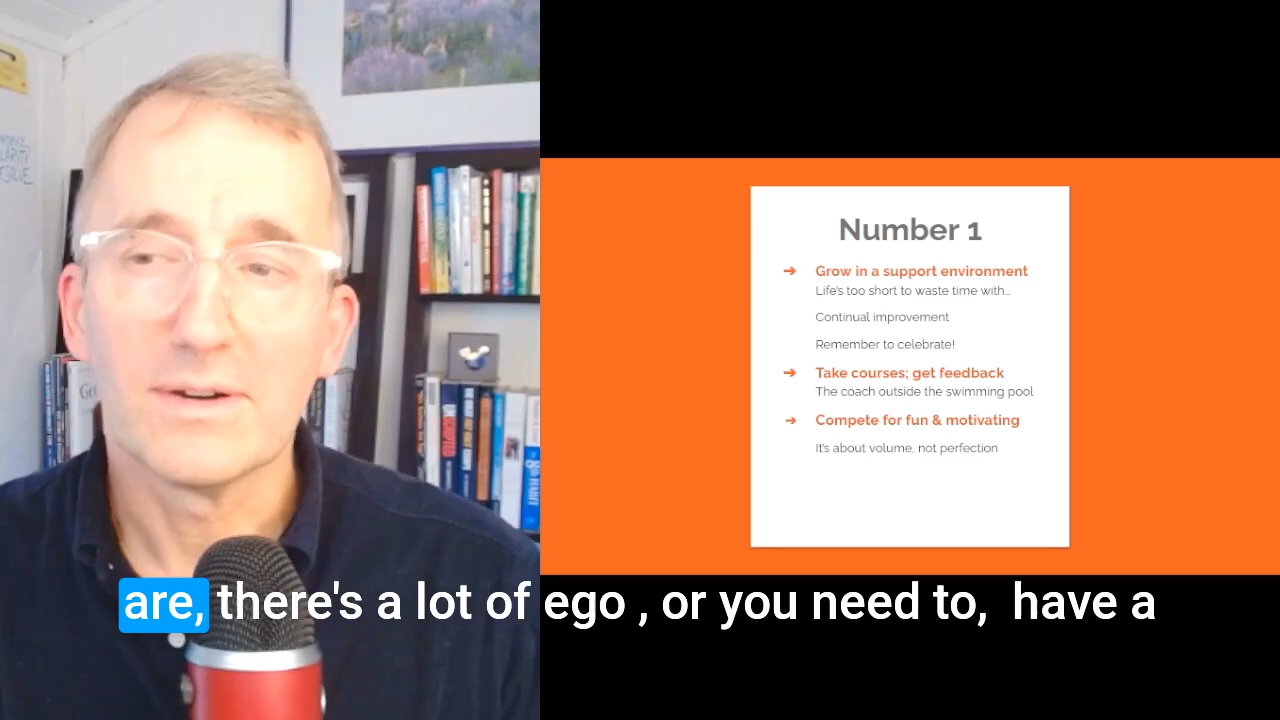 Number 1
➔ Grow in a support environment
Life's too short to waste time with...
Continual improvement
Remember to celebrate!
➔ Take courses; get feedback
The coach outside the swimming pool
➔ Compete for fun & motivating
It's about volume, not perfection
UNSCRIPTED
are, there's a lot of ego , or you need to,  have a